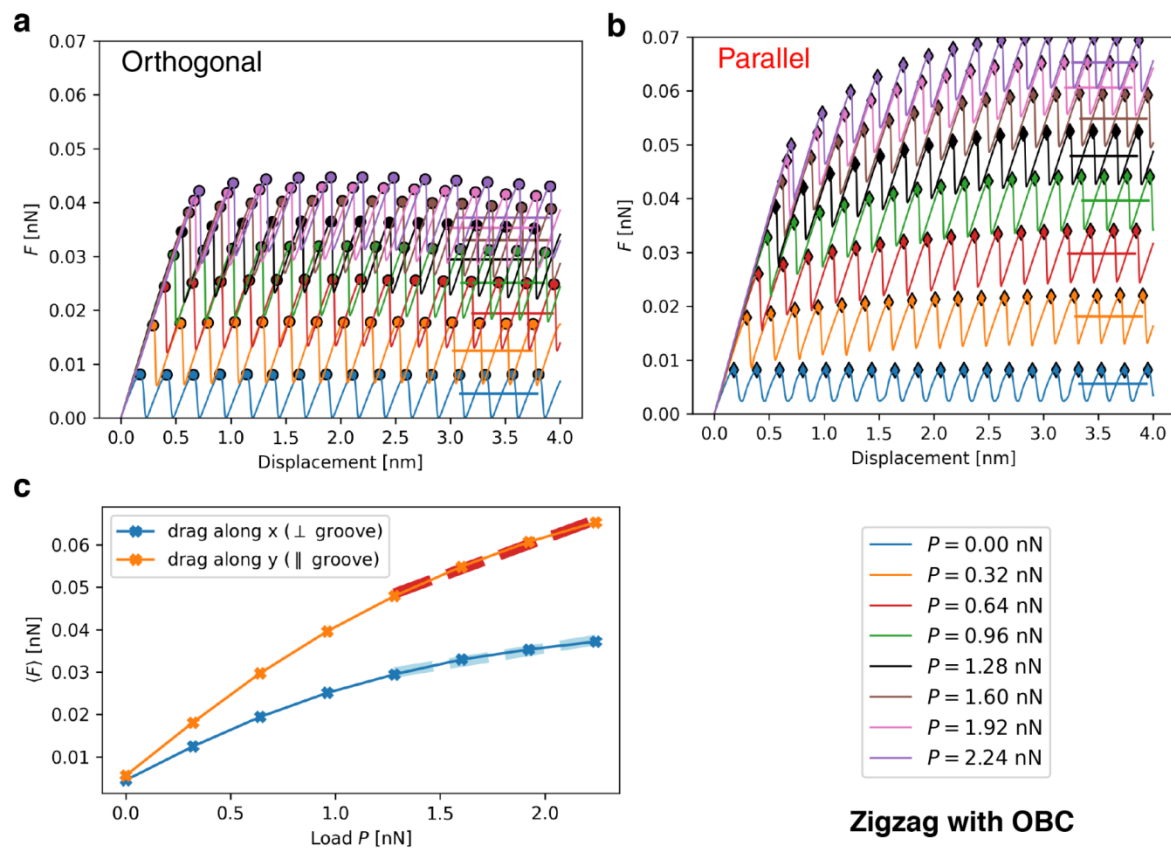 a
Orthogonal
0.07
0.06
0.05
0.04
0.03
0.02
0.01
0.00
F [nN]
0.0 0.5 1.0 1.5 2.0 2.5 3.0 3.5 4.0
Displacement [nm]
b
Parallel
0.07
0.06
0.05
0.04
0.03
0.02
0.01
0.00
F [nN]
0.0 0.5 1.0 1.5 2.0 2.5 3.0 3.5 4.0
Displacement [nm]
c
drag along x (⊥ groove)
drag along y (∥ groove)
0.06
0.05
0.04
0.03
0.02
0.01
⟨F⟩ [nN]
0.0 0.5 1.0 1.5 2.0
Load P [nN]
P = 0.00 nN
P = 0.32 nN
P = 0.64 nN
P = 0.96 nN
P = 1.28 nN
P = 1.60 nN
P = 1.92 nN
P = 2.24 nN
Zigzag with OBC